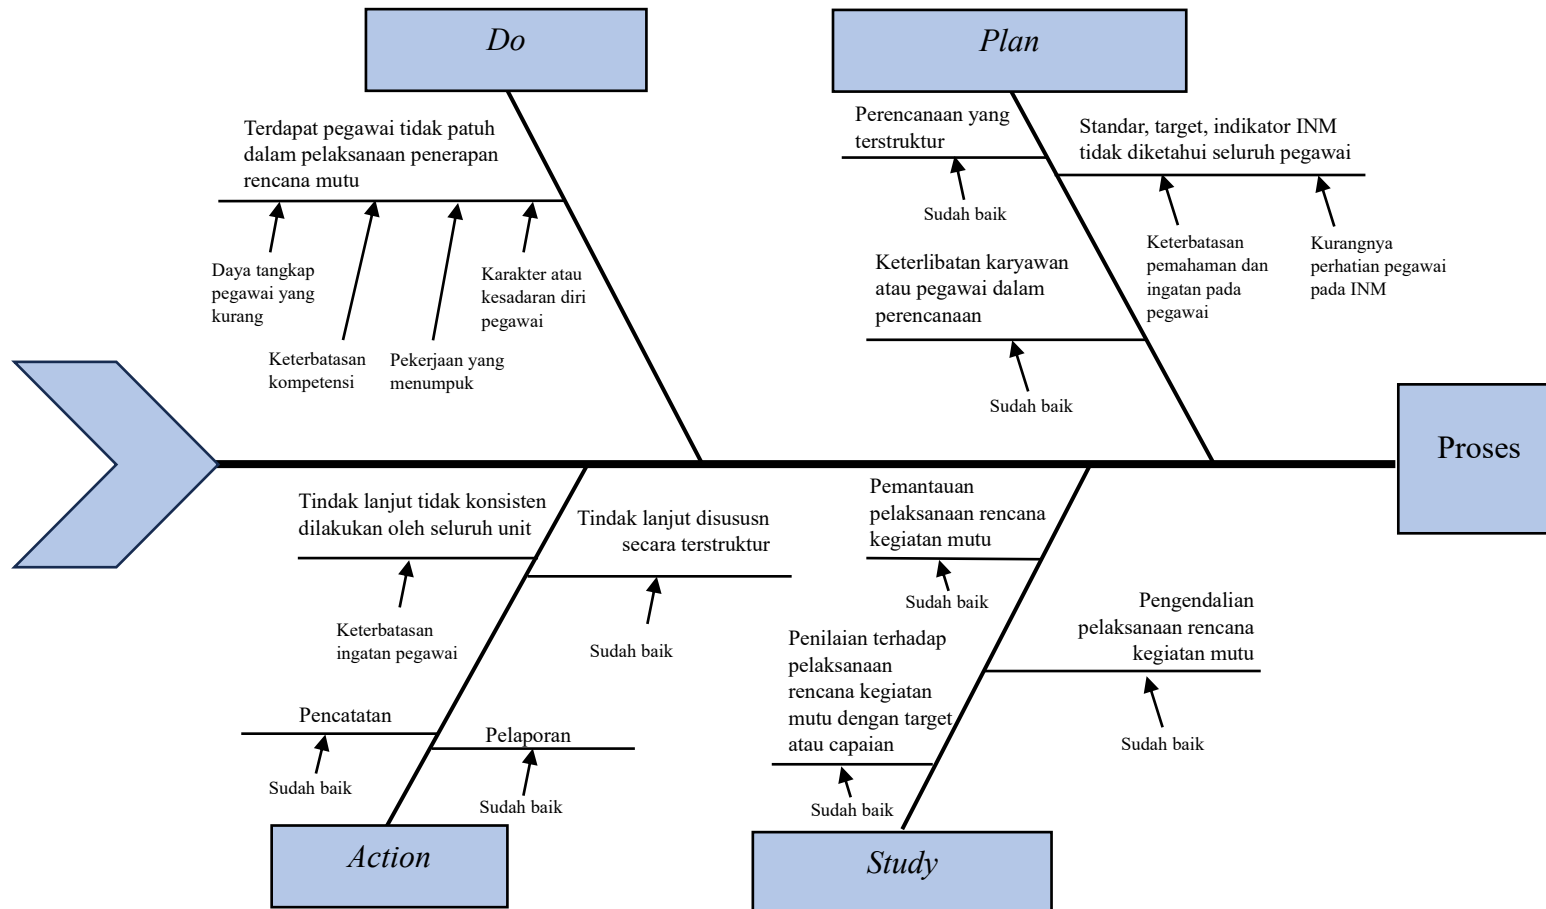 Do
Plan
Terdapat pegawai tidak patuh
dalam pelaksanaan penerapan
rencana mutu
Daya tangkap
pegawai yang
kurang
Keterbatasan
kompetensi
Pekerjaan yang
menumpuk
Karakter atau
kesadaran diri
pegawai
Perencanaan yang
terstruktur
Sudah baik
Standar, target, indikator INM
tidak diketahui seluruh pegawai
Keterbatasan
pemahaman dan
ingatan pada
pegawai
Kurangnya
perhatian pegawai
pada INM
Keterlibatan karyawan
atau pegawai dalam
perencanaan
Sudah baik
Proses
Tindak lanjut tidak konsisten
dilakukan oleh seluruh unit
Keterbatasan
ingatan pegawai
Tindak lanjut disususn
secara terstruktur
Sudah baik
Pencatatan
Sudah baik
Pelaporan
Sudah baik
Pemantauan
pelaksanaan rencana
kegiatan mutu
Sudah baik
Penilaian terhadap
pelaksanaan
rencana kegiatan
mutu dengan target
atau capaian
Sudah baik
Pengendalian
pelaksanaan rencana
kegiatan mutu
Sudah baik
Action
Study